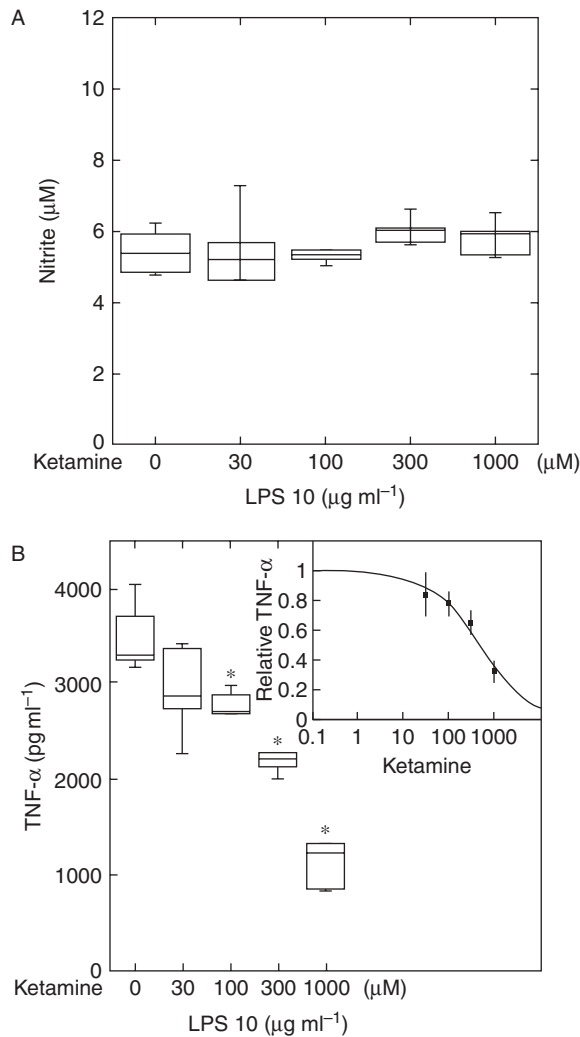 A
12
10
8
6
4
2
0
Nitrite (μM)
Ketamine 0 30 100 300 1000 (μM)
LPS 10 (μg ml⁻¹)
B
4000
3000
2000
1000
0
TNF-α (pg ml⁻¹)
* * *
1
0.8
0.6
0.4
0.2
0
Relative TNF-α
0.1 1 10 100 1000
Ketamine
Ketamine 0 30 100 300 1000 (μM)
LPS 10 (μg ml⁻¹)